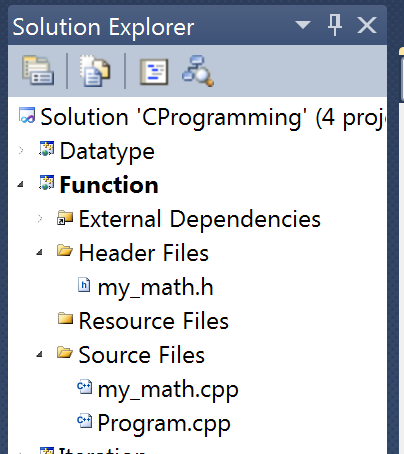 Solution Explorer
Solution 'CProgramming' (4 proje
Datatype
Function
External Dependencies
Header Files
my_math.h
Resource Files
Source Files
my_math.cpp
Program.cpp
Iteration